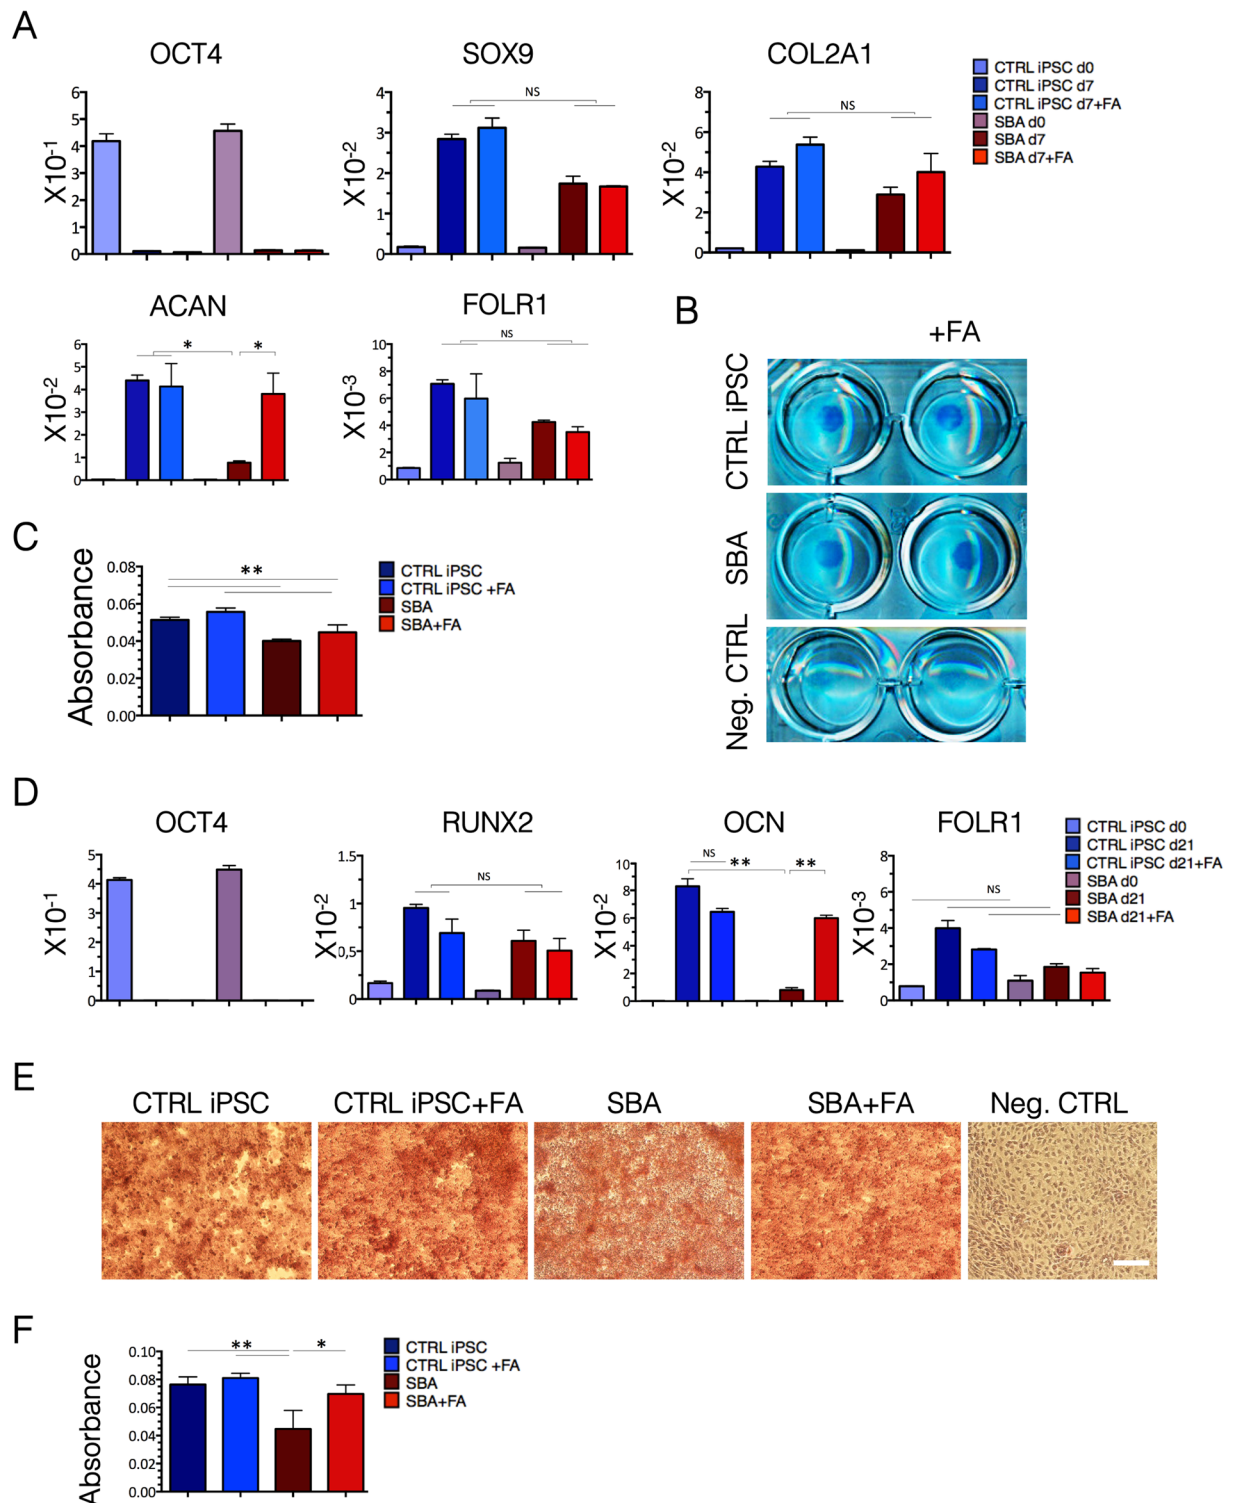 A
OCT4
SOX9
COL2A1
CTRL iPSC d0
CTRL iPSC d7
CTRL iPSC d7+FA
SBA d0
SBA d7
SBA d7+FA
X10-1
6
5
4
3
2
1
0
X10-2
4
3
2
1
0
NS
X10-2
8
6
4
2
0
NS
ACAN
FOLR1
X10-2
6
5
4
3
2
1
0
* *
X10-3
10
8
6
4
2
0
NS
B
+FA
CTRL iPSC
SBA
Neg. CTRL
C
Absorbance
0.08
0.06
0.04
0.02
0.00
**
CTRL iPSC
CTRL iPSC +FA
SBA
SBA+FA
D
OCT4
RUNX2
OCN
FOLR1
CTRL iPSC d0
CTRL iPSC d21
CTRL iPSC d21+FA
SBA d0
SBA d21
SBA d21+FA
X10-1
5
4
3
2
1
0
X10-2
1.5
1
0,5
0
NS
X10-2
10
8
6
4
2
0
NS
** **
X10-3
8
6
4
2
0
NS
E
CTRL iPSC
CTRL iPSC+FA
SBA
SBA+FA
Neg. CTRL
F
Absorbance
0.10
0.08
0.06
0.04
0.02
0.00
** *
CTRL iPSC
CTRL iPSC +FA
SBA
SBA+FA